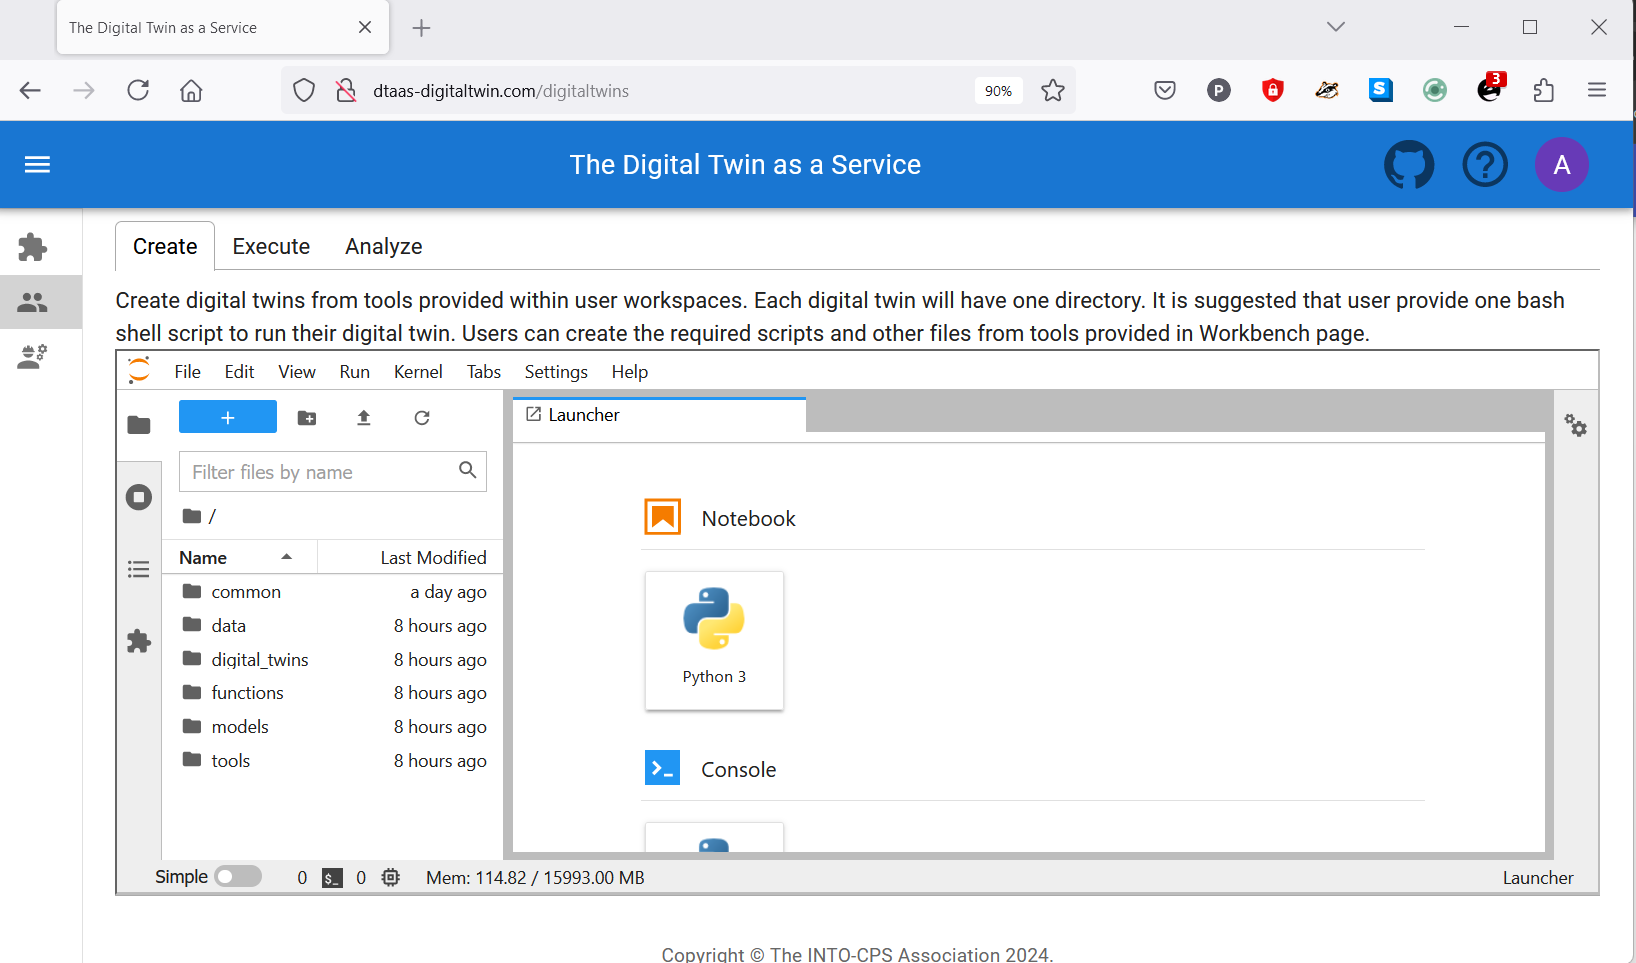 The Digital Twin as a Service
dtaas-digitaltwin.com/digitaltwins
90%
P
S
3
The Digital Twin as a Service
?
A
Create Execute Analyze
Create digital twins from tools provided within user workspaces. Each digital twin will have one directory. It is suggested that user provide one bash
shell script to run their digital twin. Users can create the required scripts and other files from tools provided in Workbench page.
File Edit View Run Kernel Tabs Settings Help
+
Launcher
Filter files by name
/
Name Last Modified
common a day ago
data 8 hours ago
digital_twins 8 hours ago
functions 8 hours ago
models 8 hours ago
tools 8 hours ago
Notebook
Python 3
Console
Simple 0 $_ 0 Mem: 114.82 / 15993.00 MB Launcher
Copyright © The INTO-CPS Association 2024.